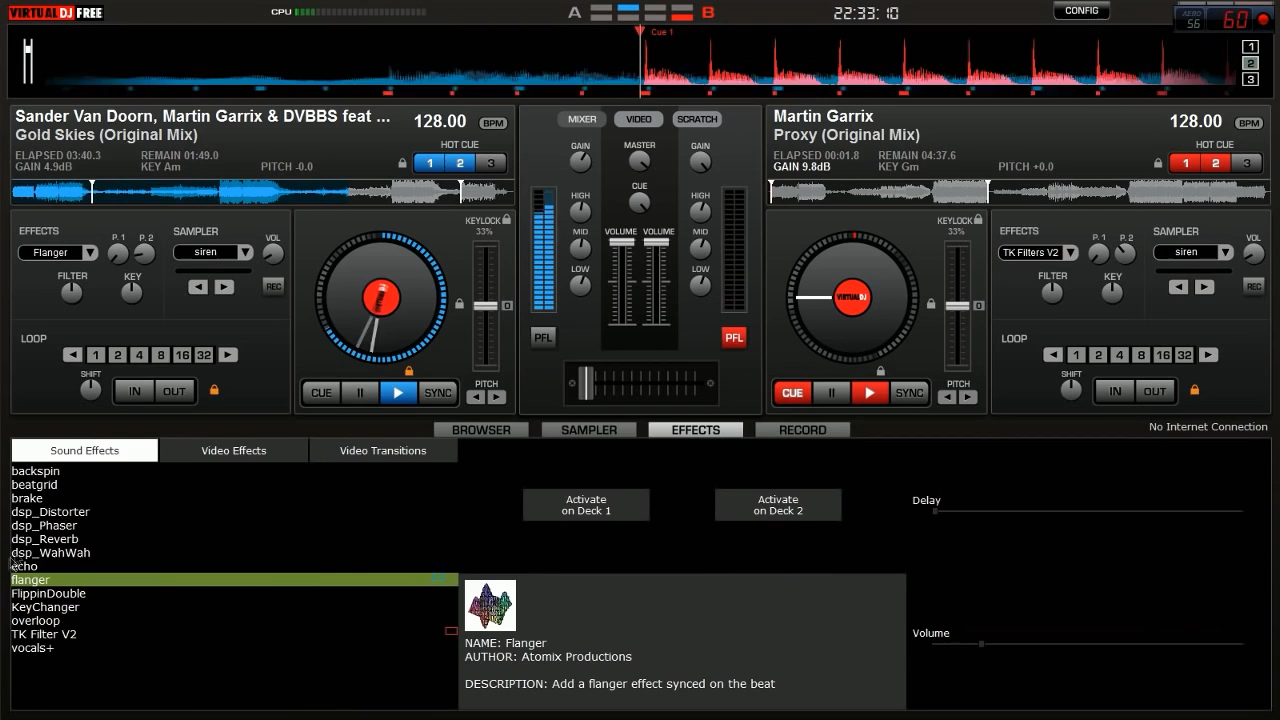 VIRTUALDJ FREE
CPU
A
B
22:33:10
CONFIG
AERO
56
60
Cue 1
1
2
3
Sander Van Doorn, Martin Garrix & DVBBS feat ...
Gold Skies (Original Mix)
128.00 BPM
ELAPSED 03:40.3 REMAIN 01:49.0
GAIN 4.9dB KEY Am PITCH -0.0
HOT CUE
1 2 3
MIXER VIDEO SCRATCH
GAIN MASTER GAIN
CUE
HIGH HIGH
MID VOLUME VOLUME MID
LOW LOW
PFL PFL
Martin Garrix
Proxy (Original Mix)
128.00 BPM
ELAPSED 00:01.8 REMAIN 04:37.6
GAIN 9.8dB KEY Gm PITCH +0.0
HOT CUE
1 2 3
EFFECTS P. 1 P. 2 SAMPLER VOL
Flanger siren
FILTER KEY REC
LOOP
1 2 4 8 16 32
SHIFT IN OUT
KEYLOCK
33%
0
CUE II SYNC PITCH
KEYLOCK
33%
0
VIRTUALDJ
CUE II SYNC PITCH
EFFECTS P. 1 P. 2 SAMPLER VOL
TK Filters V2 siren
FILTER KEY REC
LOOP
1 2 4 8 16 32
SHIFT IN OUT
BROWSER SAMPLER EFFECTS RECORD
No Internet Connection
Sound Effects Video Effects Video Transitions
backspin
beatgrid
brake
dsp_Distorter
dsp_Phaser
dsp_Reverb
dsp_WahWah
echo
flanger
FlippinDouble
KeyChanger
overloop
TK Filter V2
vocals+
Activate
on Deck 1
Activate
on Deck 2
Delay
Volume
NAME: Flanger
AUTHOR: Atomix Productions
DESCRIPTION: Add a flanger effect synced on the beat